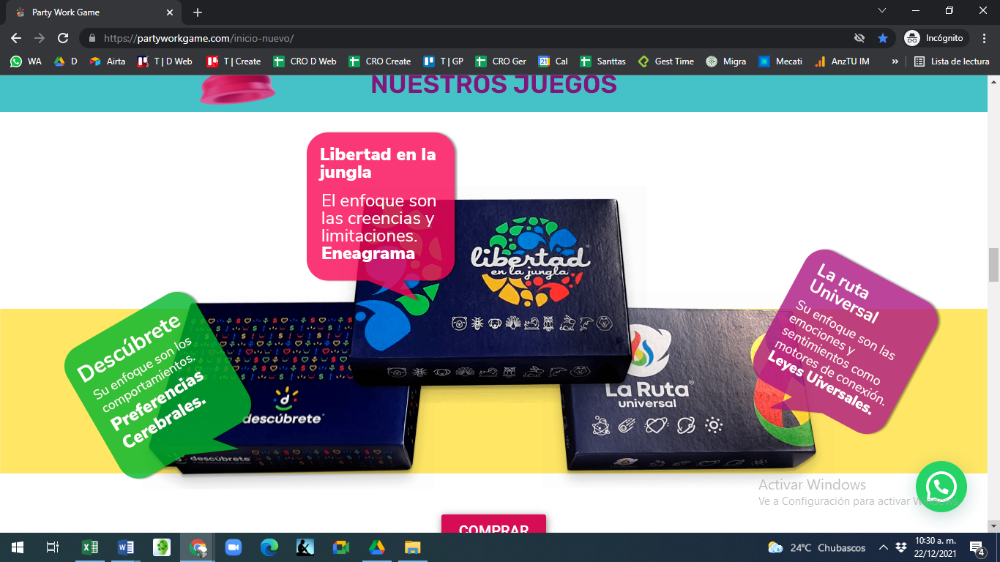 Party Work Game
https://partyworkgame.com/inicio-nuevo/
Incógnito
WA
D
Airta
T | D Web
T | Create
CRO D Web
CRO Create
T | GP
CRO Ger
21
Cal
Santtas
Gest Time
Migra
Mecati
AnzTU IM
»
Lista de lectura
NUESTROS JUEGOS
Libertad en la
jungla
El enfoque son
las creencias y
limitaciones.
Eneagrama
libertad
en la jungla
Descúbrete
Su enfoque son los
comportamientos.
Preferencias
Cerebrales.
descúbrete
descúbrete
La ruta
Universal
Su enfoque son las
emociones y
sentimientos como
motores de conexión.
Leyes Uiversales.
La Ruta®
universal
La Ruta
Activar Windows
Ve a Configuración para activar Windows.
COMPRAR
24°C Chubascos
10:30 a. m.
22/12/2021
4